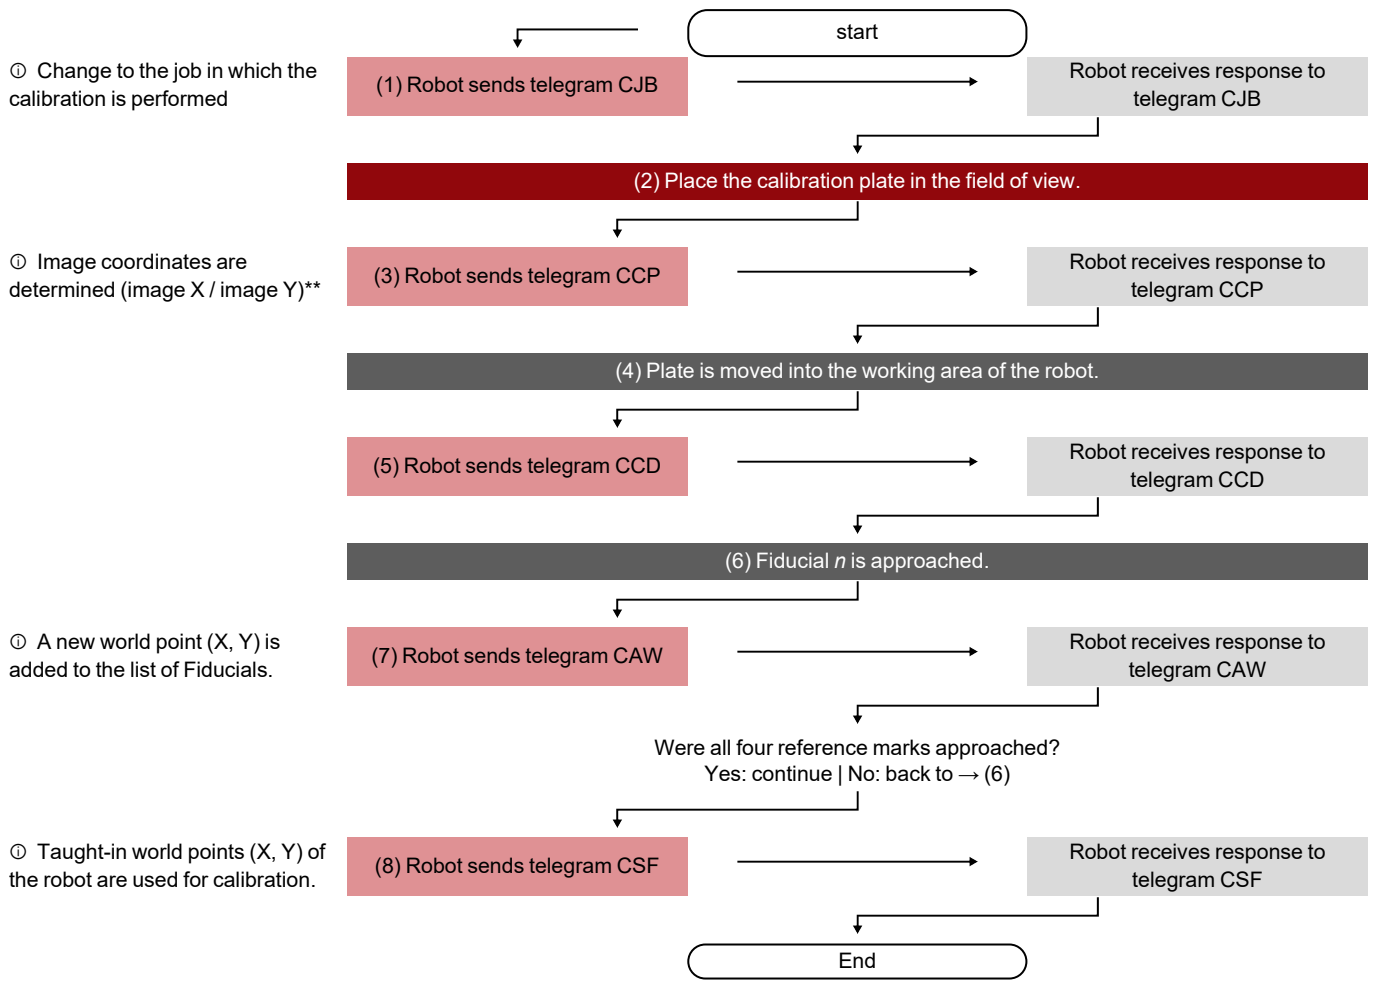 start
ⓘ Change to the job in which the
calibration is performed
(1) Robot sends telegram CJB
Robot receives response to
telegram CJB
(2) Place the calibration plate in the field of view.
ⓘ Image coordinates are
determined (image X / image Y)**
(3) Robot sends telegram CCP
Robot receives response to
telegram CCP
(4) Plate is moved into the working area of the robot.
(5) Robot sends telegram CCD
Robot receives response to
telegram CCD
(6) Fiducial n is approached.
ⓘ A new world point (X, Y) is
added to the list of Fiducials.
(7) Robot sends telegram CAW
Robot receives response to
telegram CAW
Were all four reference marks approached?
Yes: continue | No: back to → (6)
ⓘ Taught-in world points (X, Y) of
the robot are used for calibration.
(8) Robot sends telegram CSF
Robot receives response to
telegram CSF
End